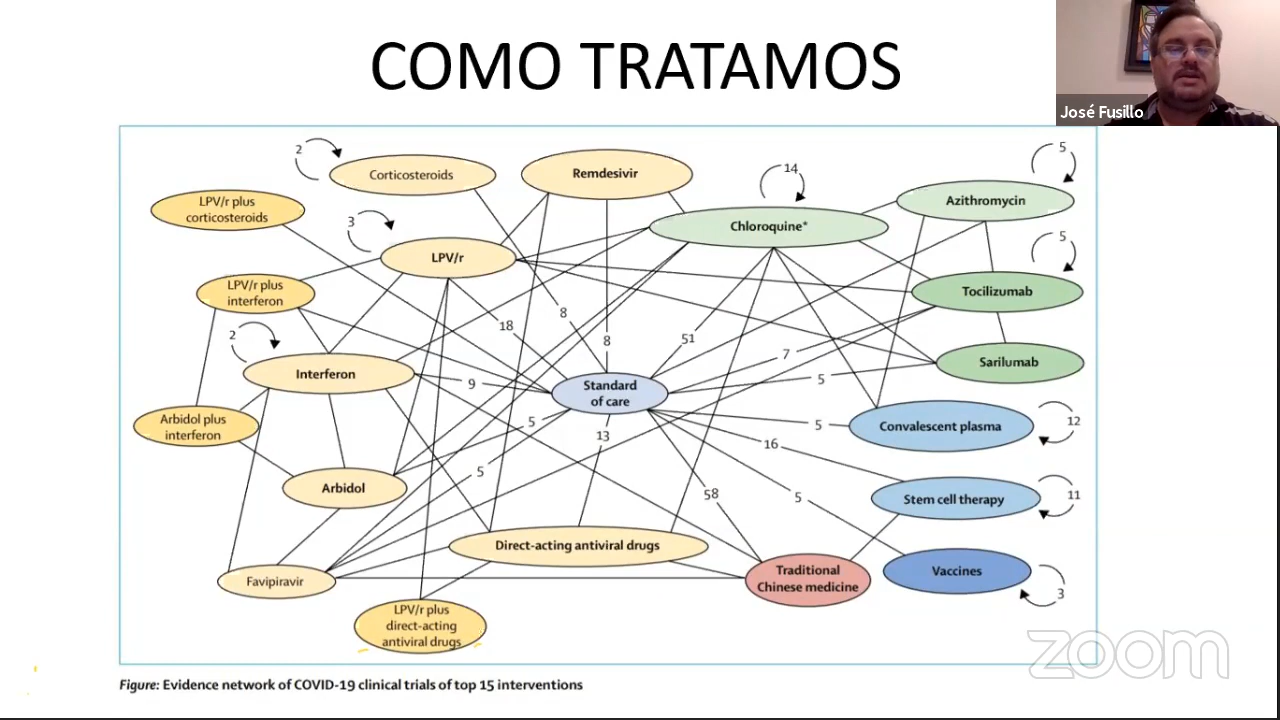 COMO TRATAMOS
José Fusillo
2
Corticosteroids
Remdesivir
14
5
LPV/r plus
corticosteroids
3
Chloroquine*
Azithromycin
LPV/r
5
LPV/r plus
interferon
Tocilizumab
2
18
8
8
51
7
Sarilumab
Interferon
9
Standard
of care
5
Arbidol plus
interferon
5
13
5
16
Convalescent plasma
12
5
Arbidol
58
5
Stem cell therapy
11
Direct-acting antiviral drugs
Favipiravir
Traditional
Chinese medicine
Vaccines
3
LPV/r plus
direct-acting
antiviral drugs
zoom
Figure: Evidence network of COVID-19 clinical trials of top 15 interventions